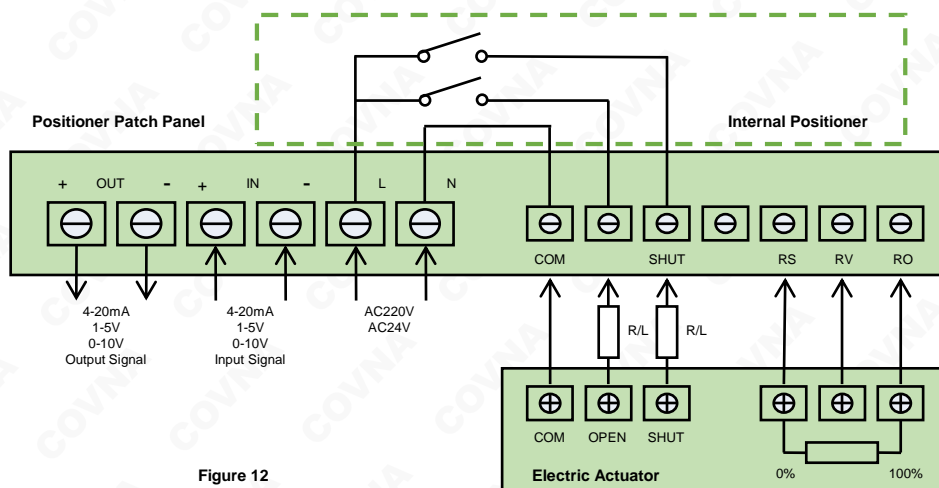 Positioner Patch Panel
Internal Positioner
+ OUT - + IN - L N
COM SHUT RS RV RO
4-20mA
1-5V
0-10V
Output Signal
4-20mA
1-5V
0-10V
Input Signal
AC220V
AC24V
R/L
R/L
COM OPEN SHUT
0% 100%
Figure 12
Electric Actuator
COVNA